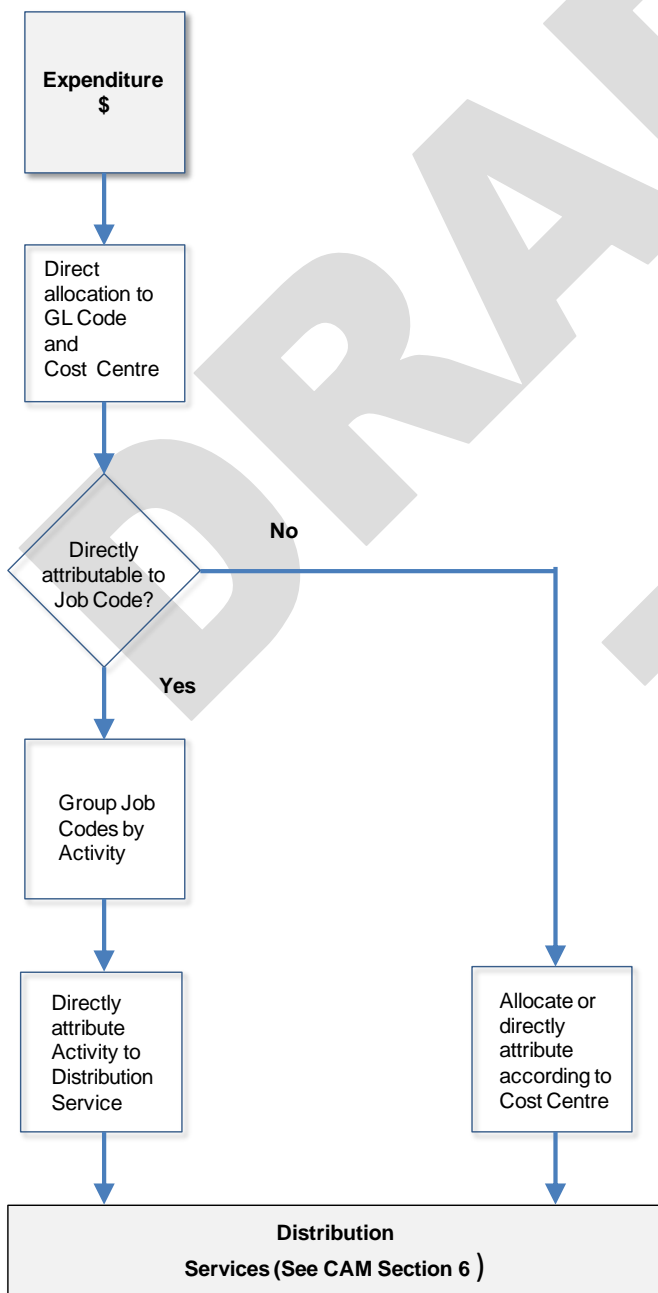 Expenditure
$
Direct
allocation to
GL Code
and
Cost Centre
Directly
attributable to
Job Code?
No
Yes
Group Job
Codes by
Activity
Directly
attribute
Activity to
Distribution
Service
Allocate or
directly
attribute
according to
Cost Centre
Distribution
Services (See CAM Section 6 )